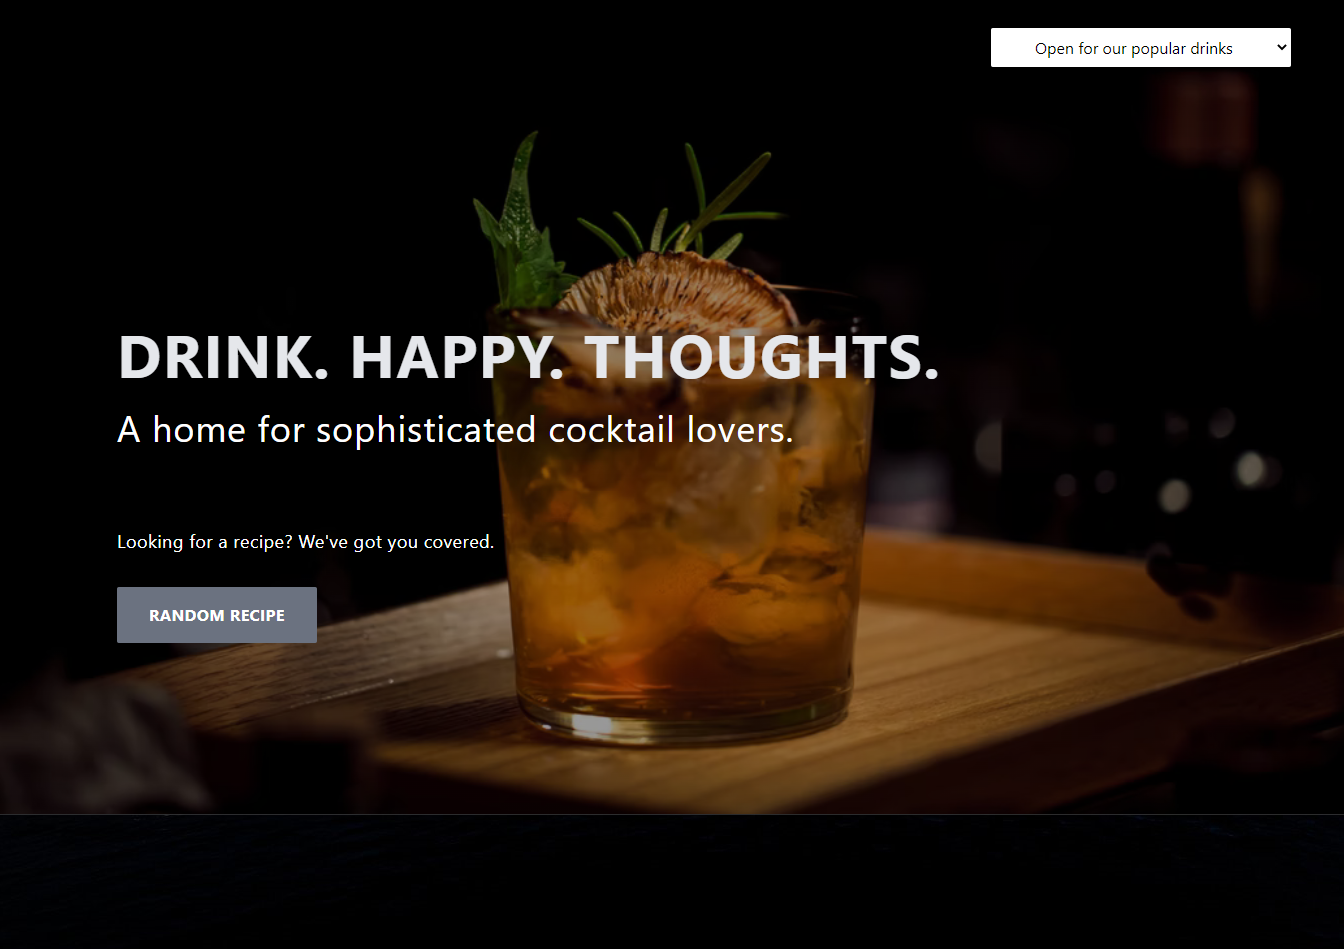 Open for our popular drinks
DRINK. HAPPY. THOUGHTS.
A home for sophisticated cocktail lovers.
Looking for a recipe? We've got you covered.
RANDOM RECIPE